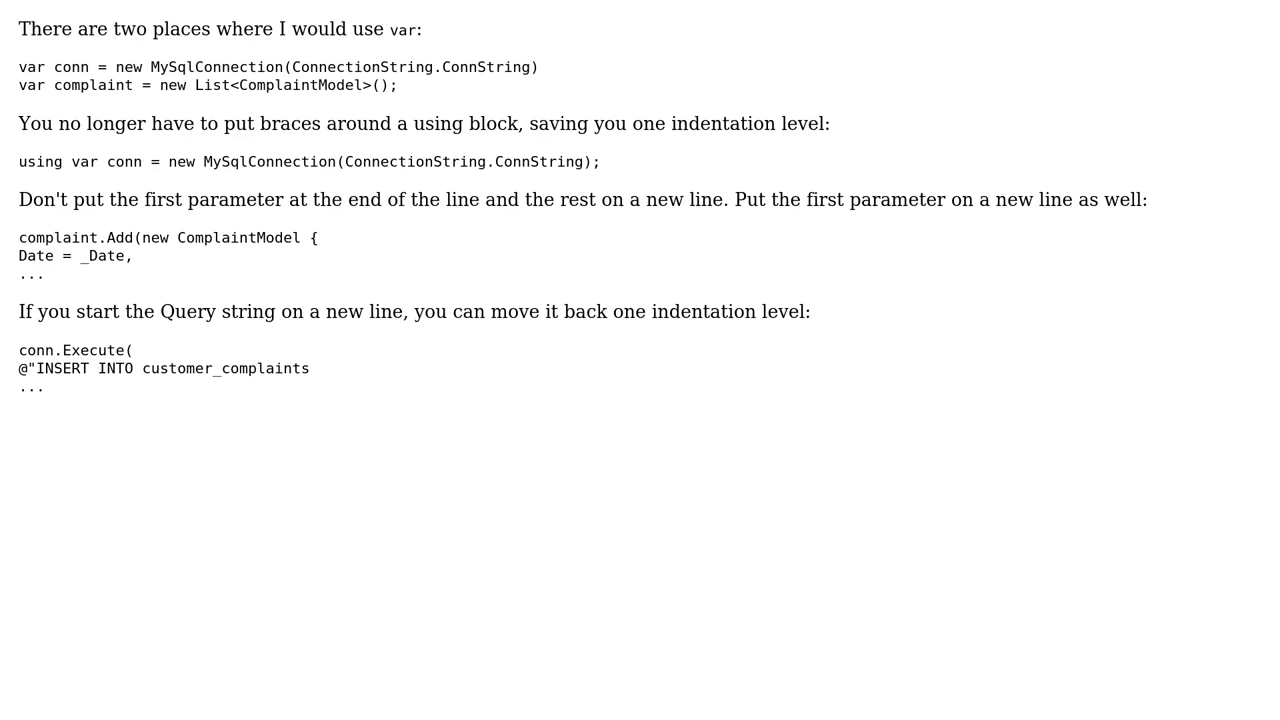 There are two places where I would use var:
var conn = new MySqlConnection(ConnectionString.ConnString)
var complaint = new List<ComplaintModel>();
You no longer have to put braces around a using block, saving you one indentation level:
using var conn = new MySqlConnection(ConnectionString.ConnString);
Don't put the first parameter at the end of the line and the rest on a new line. Put the first parameter on a new line as well:
complaint.Add(new ComplaintModel {
Date = _Date,
...
If you start the Query string on a new line, you can move it back one indentation level:
conn.Execute(
@"INSERT INTO customer_complaints
...